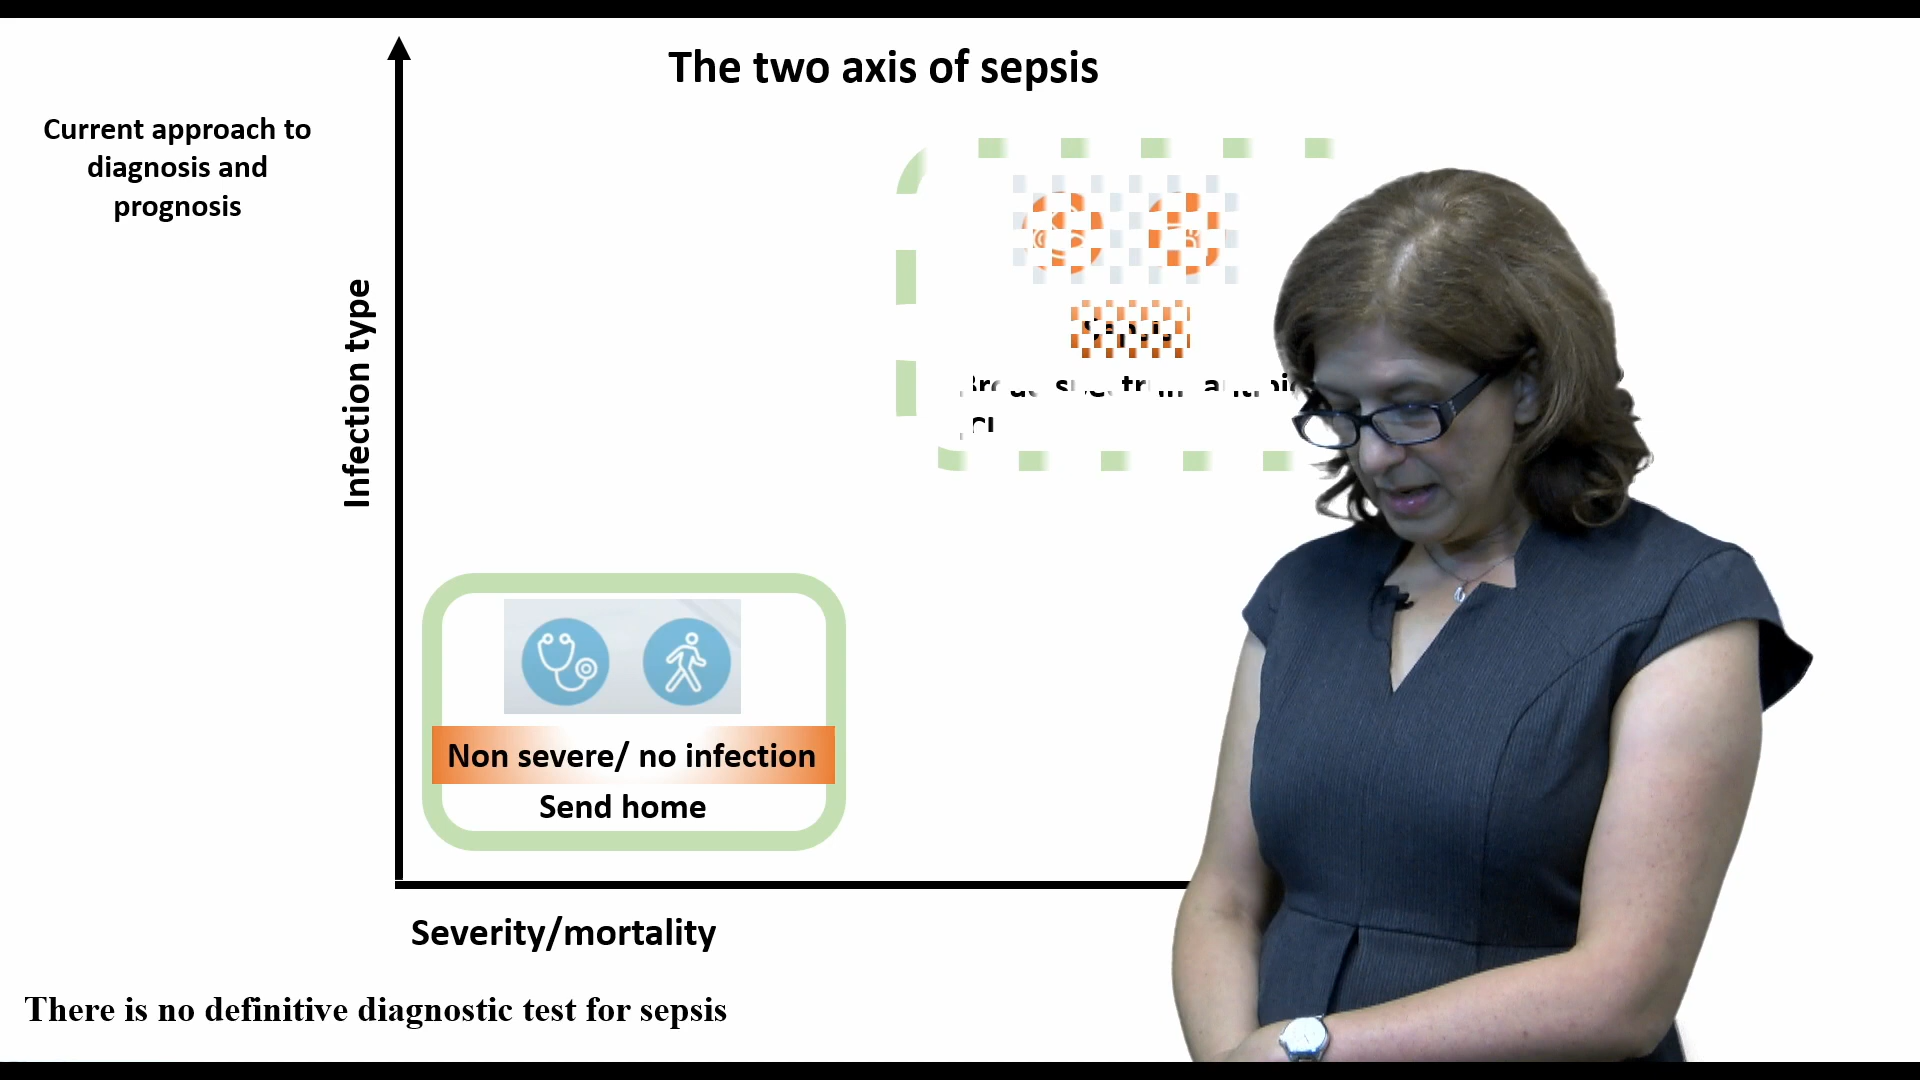 The two axis of sepsis
Current approach to
diagnosis and
prognosis
Infection type
Sepsis
Non severe/ no infection
Send home
Severity/mortality
There is no definitive diagnostic test for sepsis